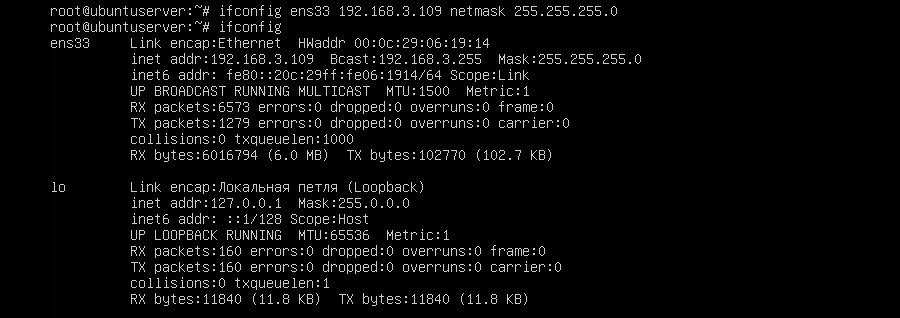 root@ubuntuserver:~# ifconfig ens33 192.168.3.109 netmask 255.255.255.0
root@ubuntuserver:~# ifconfig
ens33     Link encap:Ethernet  HWaddr 00:0c:29:06:19:14
          inet addr:192.168.3.109  Bcast:192.168.3.255  Mask:255.255.255.0
          inet6 addr: fe80::20c:29ff:fe06:1914/64 Scope:Link
          UP BROADCAST RUNNING MULTICAST  MTU:1500  Metric:1
          RX packets:6573 errors:0 dropped:0 overruns:0 frame:0
          TX packets:1279 errors:0 dropped:0 overruns:0 carrier:0
          collisions:0 txqueuelen:1000
          RX bytes:6016794 (6.0 MB)  TX bytes:102770 (102.7 KB)

lo        Link encap:Локальная петля (Loopback)
          inet addr:127.0.0.1  Mask:255.0.0.0
          inet6 addr: ::1/128 Scope:Host
          UP LOOPBACK RUNNING  MTU:65536  Metric:1
          RX packets:160 errors:0 dropped:0 overruns:0 frame:0
          TX packets:160 errors:0 dropped:0 overruns:0 carrier:0
          collisions:0 txqueuelen:1
          RX bytes:11840 (11.8 KB)  TX bytes:11840 (11.8 KB)